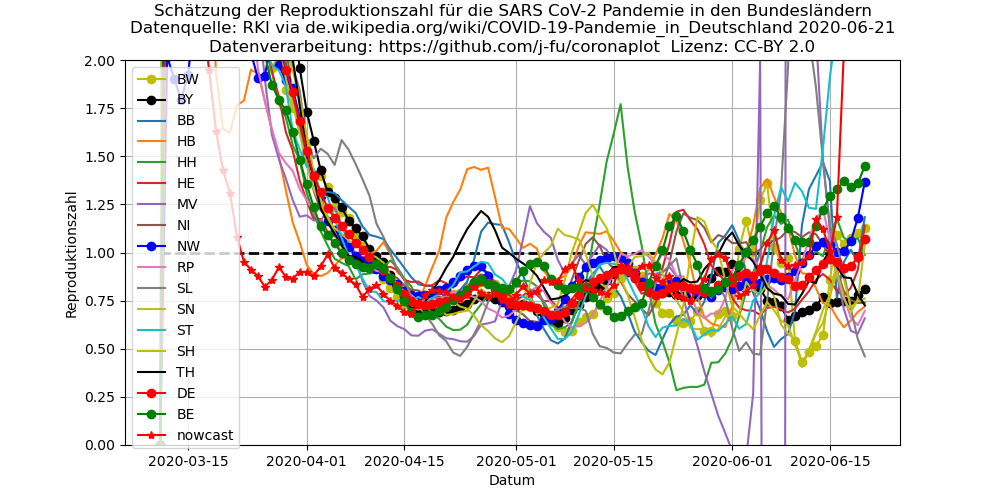 Schätzung der Reproduktionszahl für die SARS CoV-2 Pandemie in den Bundesländern
Datenquelle: RKI via de.wikipedia.org/wiki/COVID-19-Pandemie_in_Deutschland 2020-06-21
Datenverarbeitung: https://github.com/j-fu/coronaplot  Lizenz: CC-BY 2.0
2.00
1.75
1.50
1.25
1.00
0.75
0.50
0.25
0.00
Reproduktionszahl
BW
BY
BB
HB
HH
HE
MV
NI
NW
RP
SL
SN
ST
SH
TH
DE
BE
nowcast
2020-03-15
2020-04-01
2020-04-15
2020-05-01
2020-05-15
2020-06-01
2020-06-15
Datum